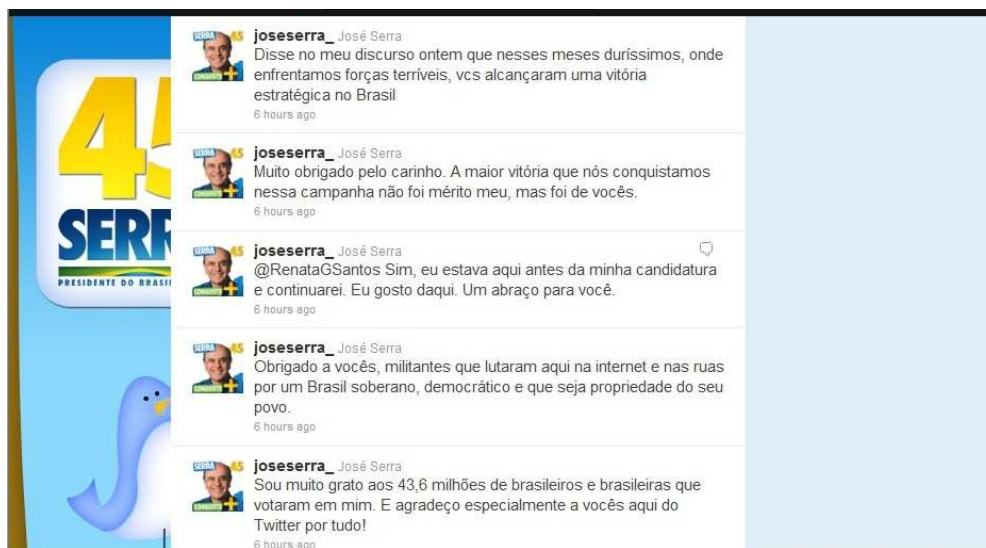 45
SERRA
PRESIDENTE DO BRASIL
joseserra_ José Serra
Disse no meu discurso ontem que nesses meses duríssimos, onde
enfrentamos forças terríveis, vcs alcançaram uma vitória
estratégica no Brasil
6 hours ago
joseserra_ José Serra
Muito obrigado pelo carinho. A maior vitória que nós conquistamos
nessa campanha não foi mérito meu, mas foi de vocês.
6 hours ago
joseserra_ José Serra
@RenataGSantos Sim, eu estava aqui antes da minha candidatura
e continuarei. Eu gosto daqui. Um abraço para você.
6 hours ago
joseserra_ José Serra
Obrigado a vocês, militantes que lutaram aqui na internet e nas ruas
por um Brasil soberano, democrático e que seja propriedade do seu
povo.
6 hours ago
joseserra_ José Serra
Sou muito grato aos 43,6 milhões de brasileiros e brasileiras que
votaram em mim. E agradeço especialmente a vocês aqui do
Twitter por tudo!
6 hours ago